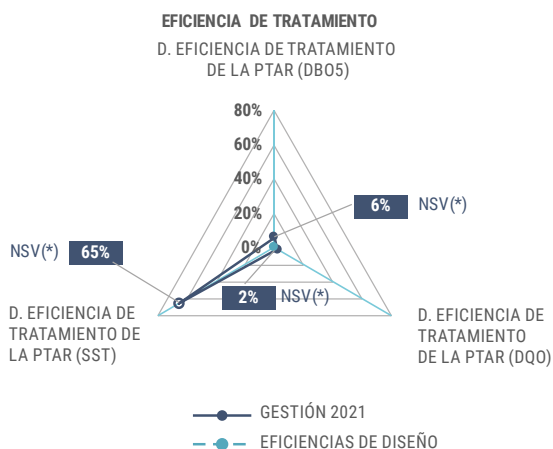 EFICIENCIA DE TRATAMIENTO
D. EFICIENCIA DE TRATAMIENTO
DE LA PTAR (DBO5)
80%
60%
40%
20%
0%
6% NSV(*)
NSV(*) 65%
2% NSV(*)
D. EFICIENCIA DE
TRATAMIENTO DE
LA PTAR (SST)
D. EFICIENCIA DE
TRATAMIENTO
DE LA PTAR (DQO)
GESTIÓN 2021
EFICIENCIAS DE DISEÑO